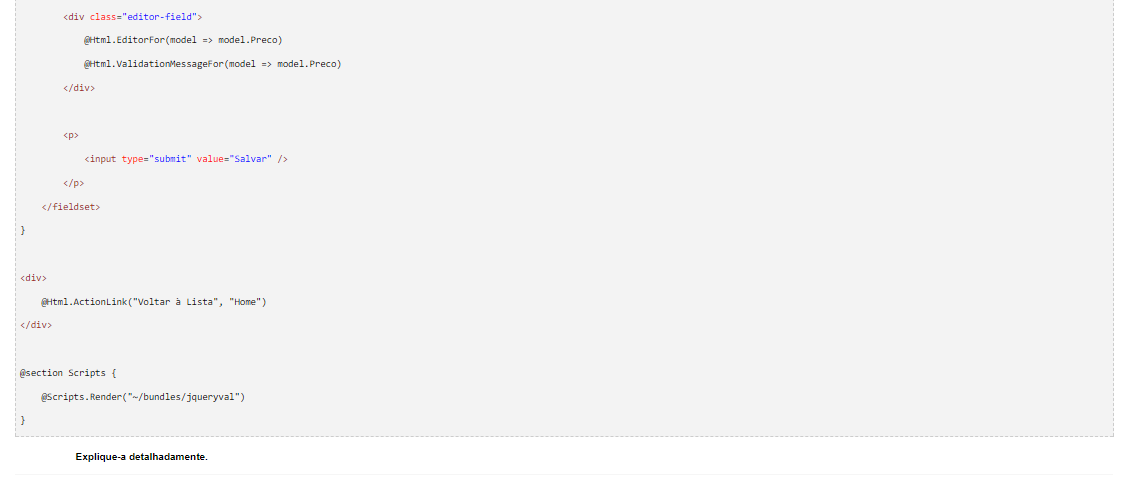 <div class="editor-field">
@Html.EditorFor(model => model.Preco)
@Html.ValidationMessageFor(model => model.Preco)
</div>
<p>
<input type="submit" value="Salvar" />
</p>
</fieldset>
}
<div>
@Html.ActionLink("Voltar à Lista", "Home")
</div>
@section Scripts {
@Scripts.Render("~/bundles/jqueryval")
}
Explique-a detalhadamente.